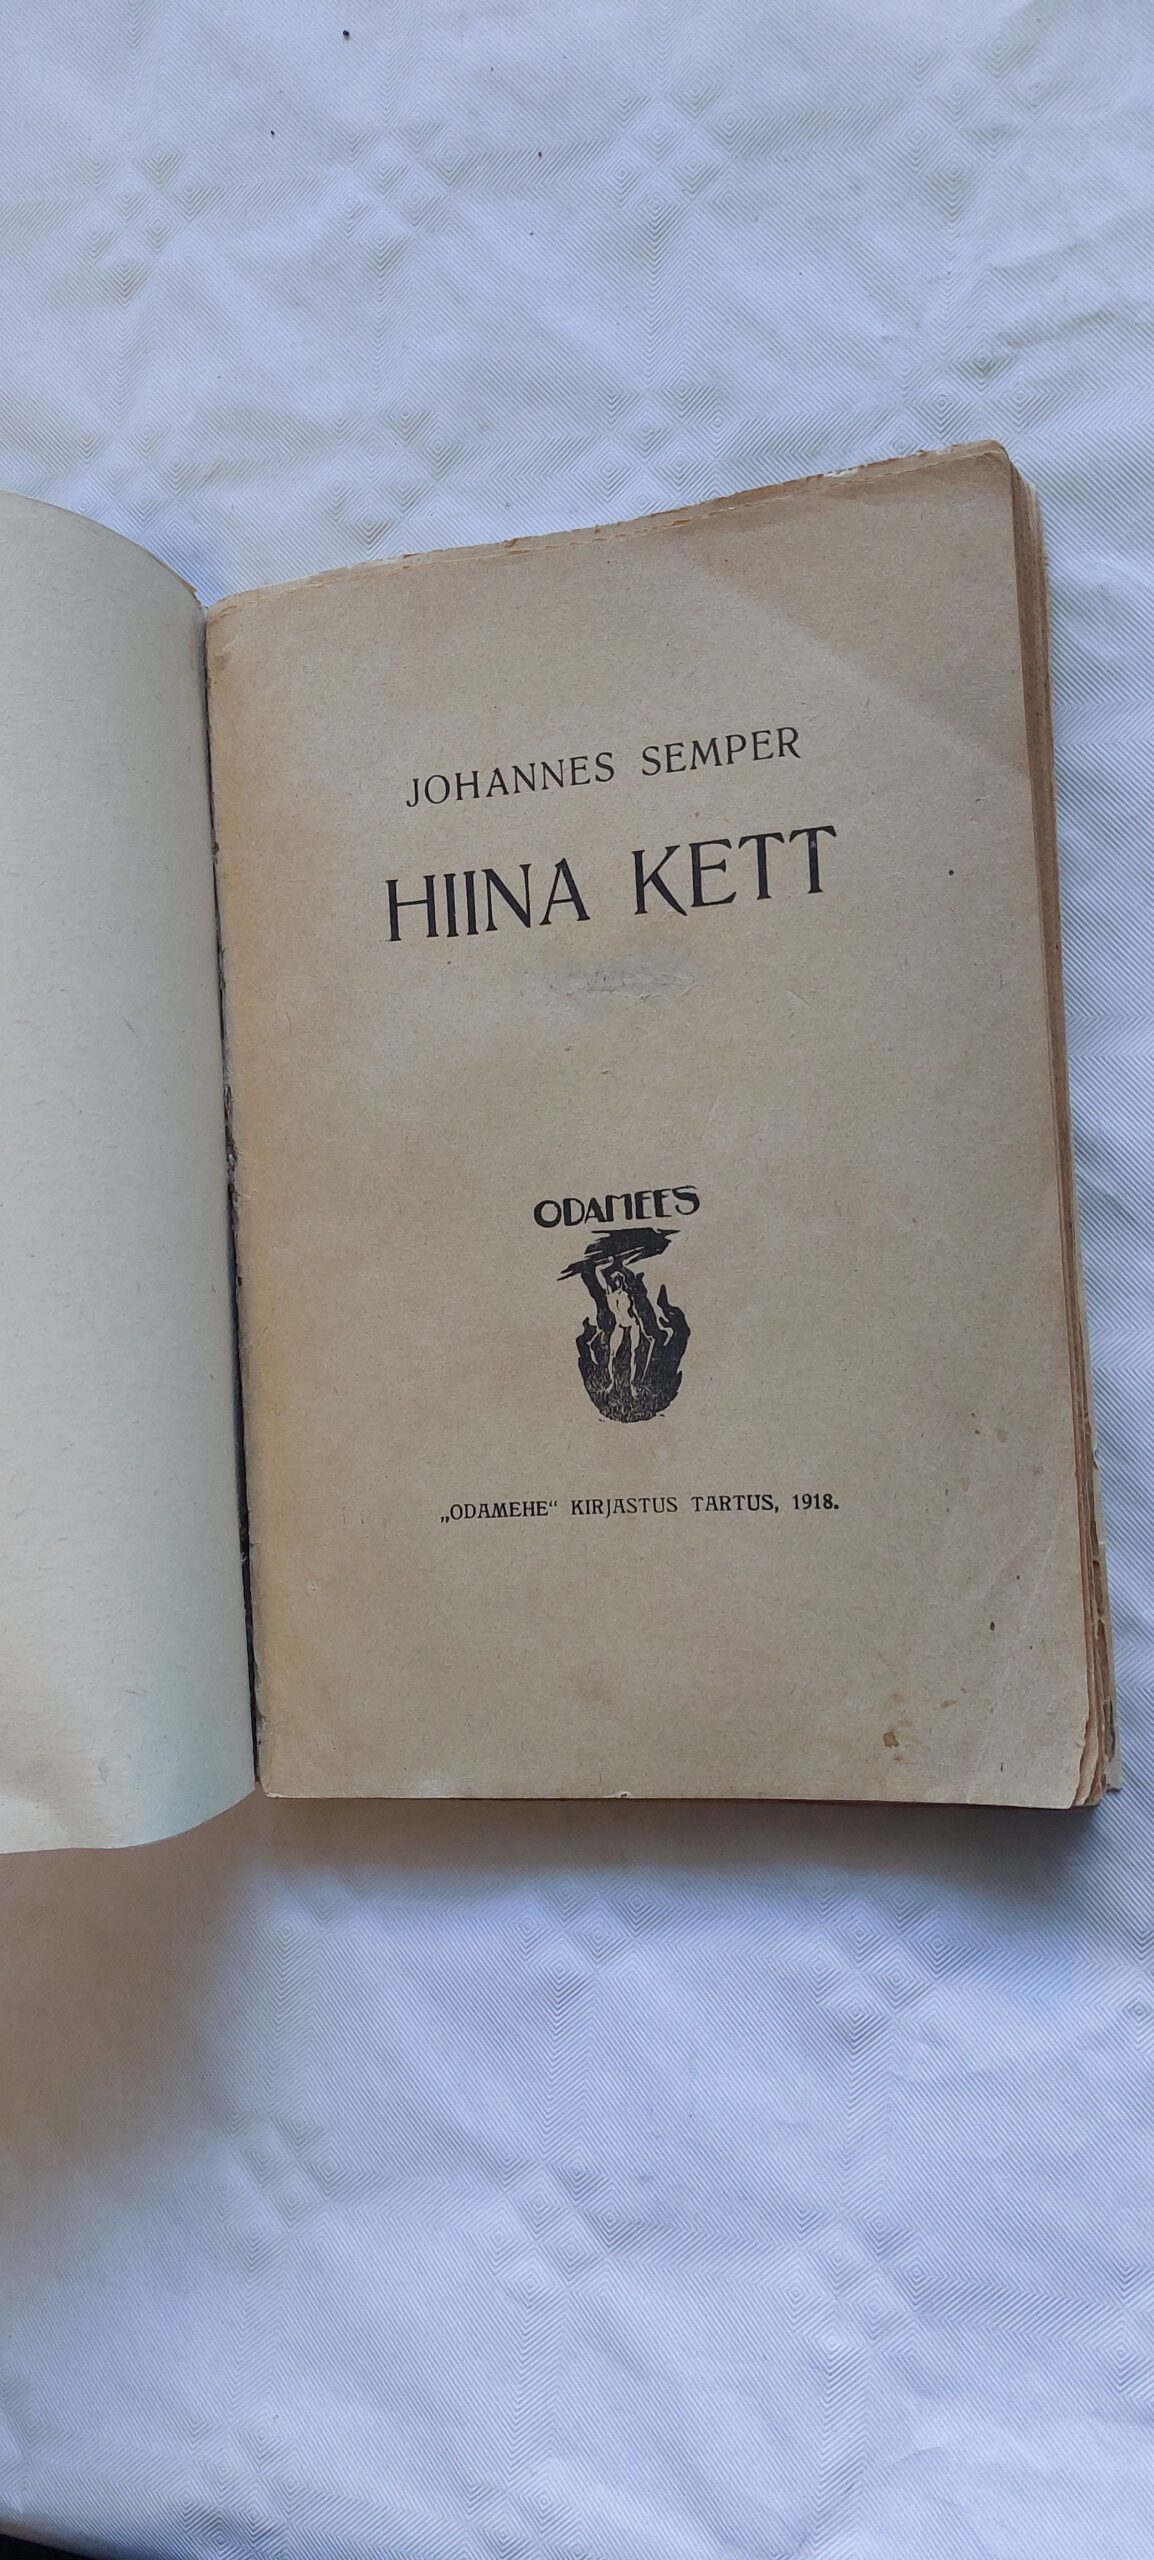 JOHANNES SEMPER
HIINA KETT
ODAMEES
„ODAMEHE“ KIRJASTUS TARTUS, 1918.